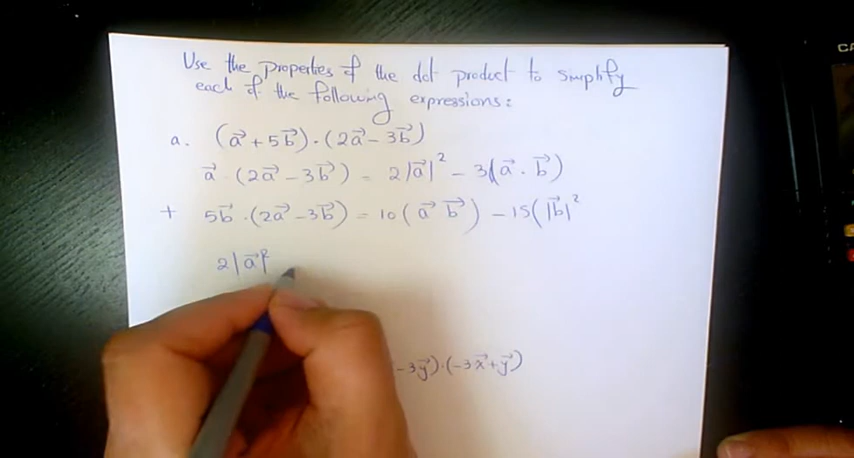 Use the properties of the dot product to simplify
each of the following expressions:
a. (a⃗ + 5b⃗) · (2a⃗ - 3b⃗)
a⃗ · (2a⃗ - 3b⃗) = 2|a⃗|² - 3(a⃗ · b⃗)
+ 5b⃗ · (2a⃗ - 3b⃗) = 10(a⃗ b⃗) - 15(|b⃗|²
2|a⃗|²
-3y⃗) · (-3x⃗ + y⃗)